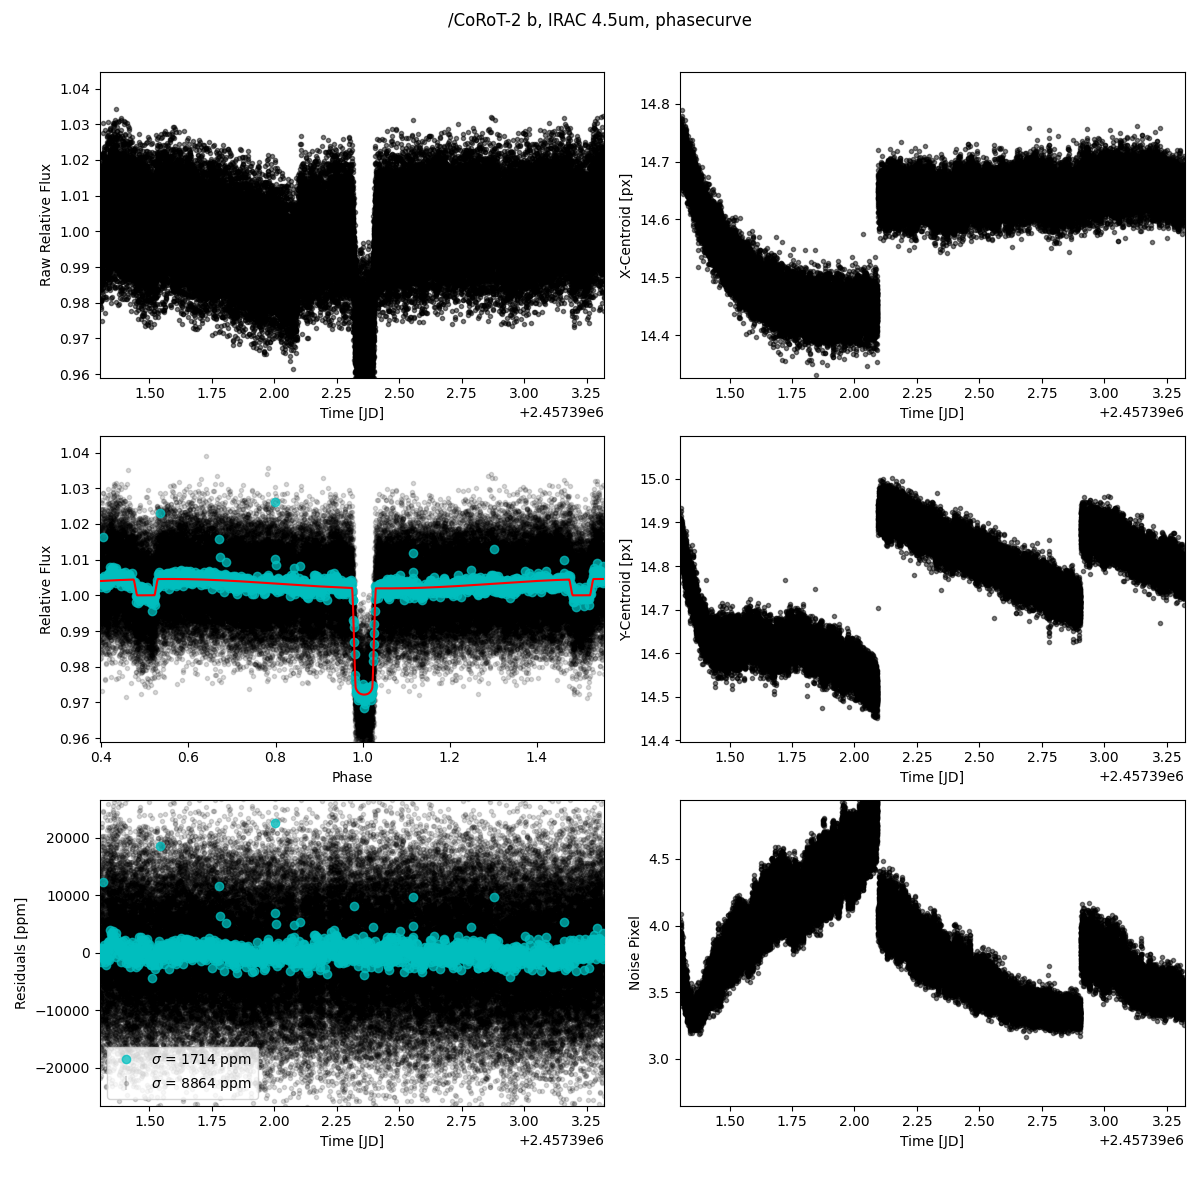 /CoRoT-2 b, IRAC 4.5um, phasecurve
1.04
1.03
1.02
1.01
1.00
0.99
0.98
0.97
0.96
Raw Relative Flux
1.50 1.75 2.00 2.25 2.50 2.75 3.00 3.25
Time [JD]
+2.45739e6
14.8
14.7
14.6
14.5
14.4
X-Centroid [px]
1.50 1.75 2.00 2.25 2.50 2.75 3.00 3.25
Time [JD]
+2.45739e6
1.04
1.03
1.02
1.01
1.00
0.99
0.98
0.97
0.96
Relative Flux
0.4 0.6 0.8 1.0 1.2 1.4
Phase
15.0
14.9
14.8
14.7
14.6
14.5
14.4
Y-Centroid [px]
1.50 1.75 2.00 2.25 2.50 2.75 3.00 3.25
Time [JD]
+2.45739e6
20000
10000
0
−10000
−20000
Residuals [ppm]
σ = 1714 ppm
σ = 8864 ppm
1.50 1.75 2.00 2.25 2.50 2.75 3.00 3.25
Time [JD]
+2.45739e6
4.5
4.0
3.5
3.0
Noise Pixel
1.50 1.75 2.00 2.25 2.50 2.75 3.00 3.25
Time [JD]
+2.45739e6